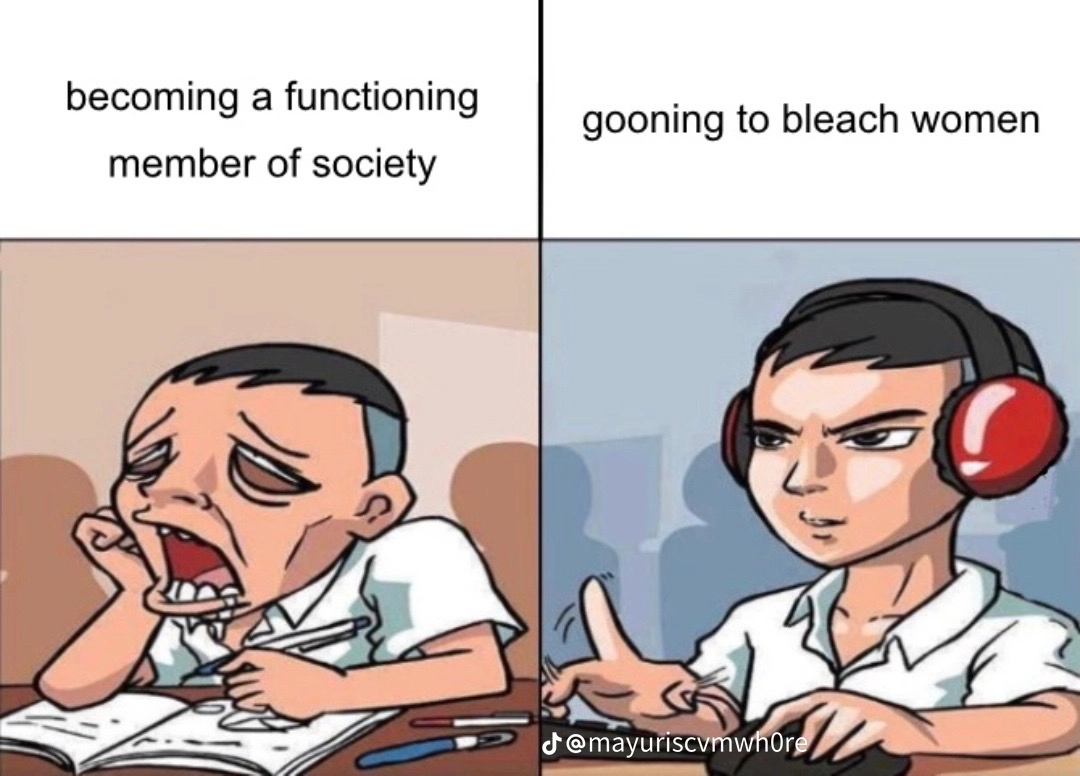 becoming a functioning
member of society
gooning to bleach women
@mayuriscvmwh0re